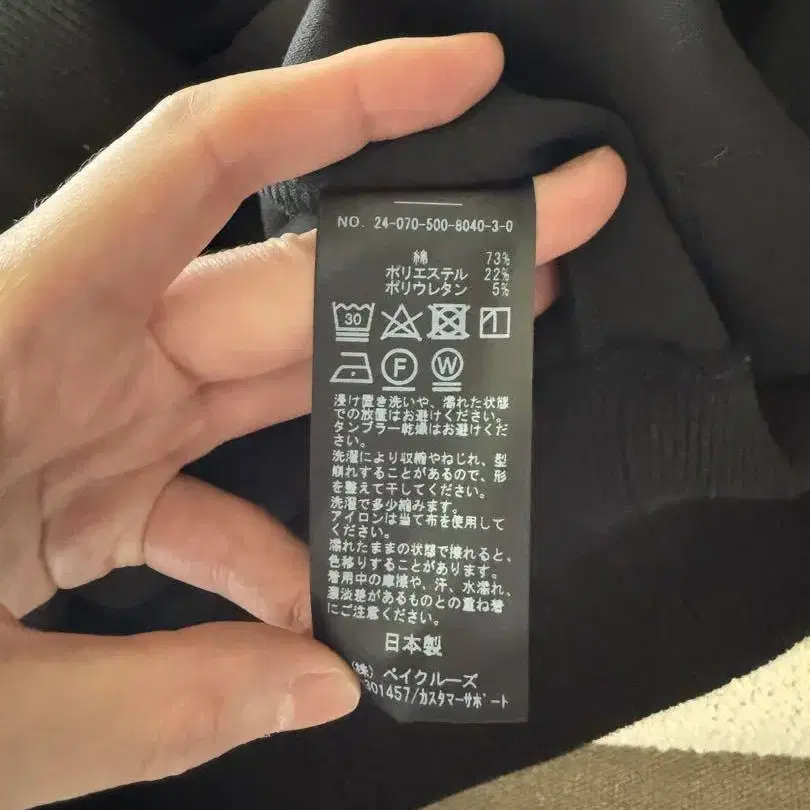 NO. 24-070-500-8040-3-0
綿 73%
ポリエステル 22%
ポリウレタン 5%
30
F W
浸け置き洗いや、濡れた状態
での放置はお避けください。
タンブラー乾燥はお避けくだ
さい。
洗濯により収縮やねじれ、型
崩れすることがあるので、形
を整えて干してください。
洗濯で多少縮みます。
アイロンは当て布を使用して
ください。
濡れたままの状態で擦れると、
色移りすることがあります。
着用中の摩擦や、汗、水濡れ、
濃淡差があるものとの重ね着
にご注意ください。
日本製
(株) ベイクルーズ
-301457/カスタマーサポート